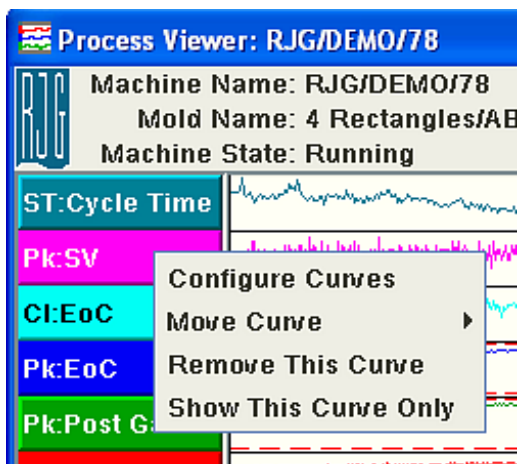 Process Viewer: RJG/DEMO/78
RJG
Machine Name: RJG/DEMO/78
Mold Name: 4 Rectangles/AB
Machine State: Running
ST:Cycle Time
Pk:SV
Cl:EoC
Pk:EoC
Pk:Post G
Configure Curves
Move Curve
Remove This Curve
Show This Curve Only